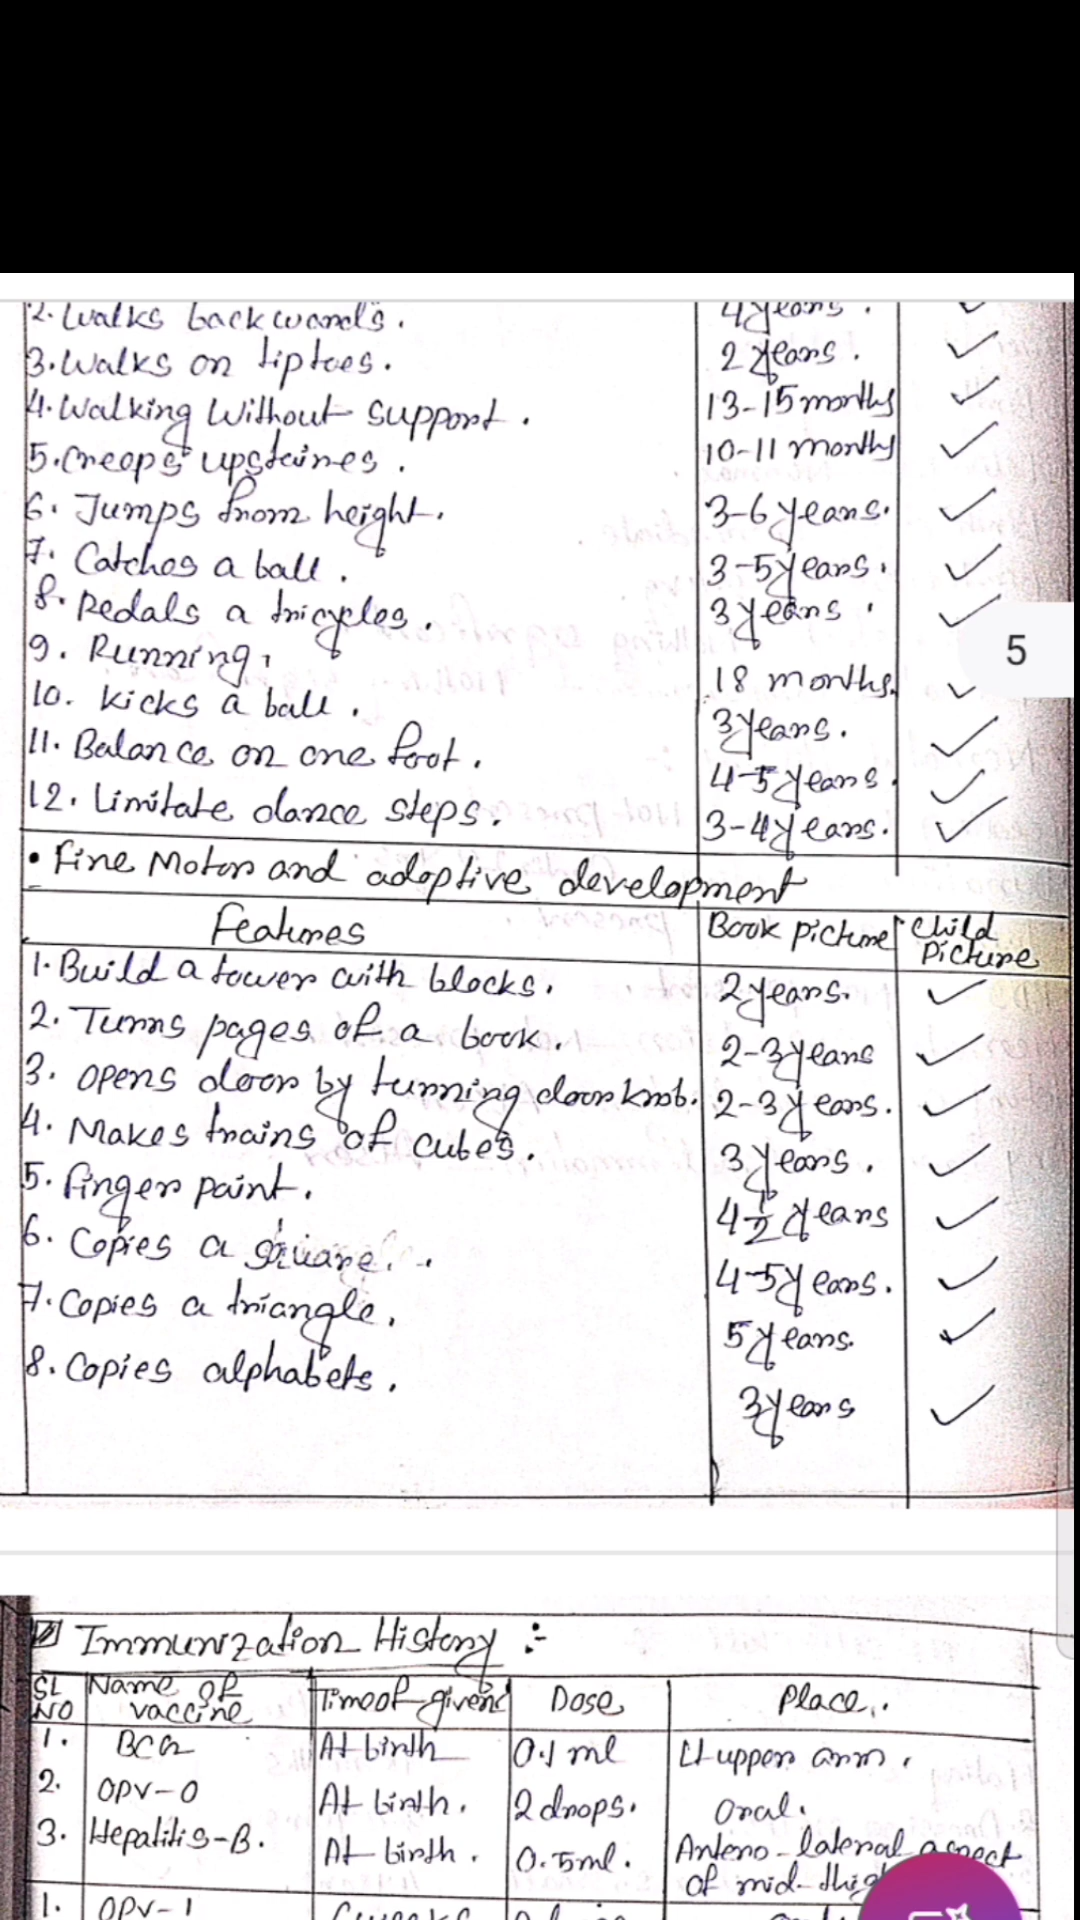 2. Walks backwards. 4 years. ✓
3. Walks on tiptoes. 2 years. ✓
4. Walking Without support. 13-15 months ✓
5. Creeps upstaines. 10-11 months ✓
6. Jumps from height. 3-6 years. ✓
7. Catches a ball. 3-5 years. ✓
8. Pedals a tricycles. 3 years. ✓
9. Running, 18 months. ✓
10. Kicks a ball. 3 years. ✓
11. Balance on one foot. 4-5 years. ✓
12. Limitate dance steps. 3-4 years. ✓
5
• Fine Motor and adoptive development
Features Book picture Child Picture
1. Build a tower with blocks. 2 years. ✓
2. Turns pages of a book. 2-3 years ✓
3. opens door by turning door knob. 2-3 years. ✓
4. Makes trains of cubes. 3 years. ✓
5. finger paint. 4 1/2 years ✓
6. Copies a square. 4-5 years. ✓
7. Copies a triangle. 5 years. ✓
8. Copies alphabets. 3 years ✓
Immunization History :-
SL NO Name of vaccine Time of given Dose Place.
1. BCG At birth 0.1 ml Lt upper arm.
2. OPV-0 At birth. 2 drops. oral.
3. Hepatitis-B. At birth. 0.5ml. Antero-lateral aspect
of mid-
1. OPV-1